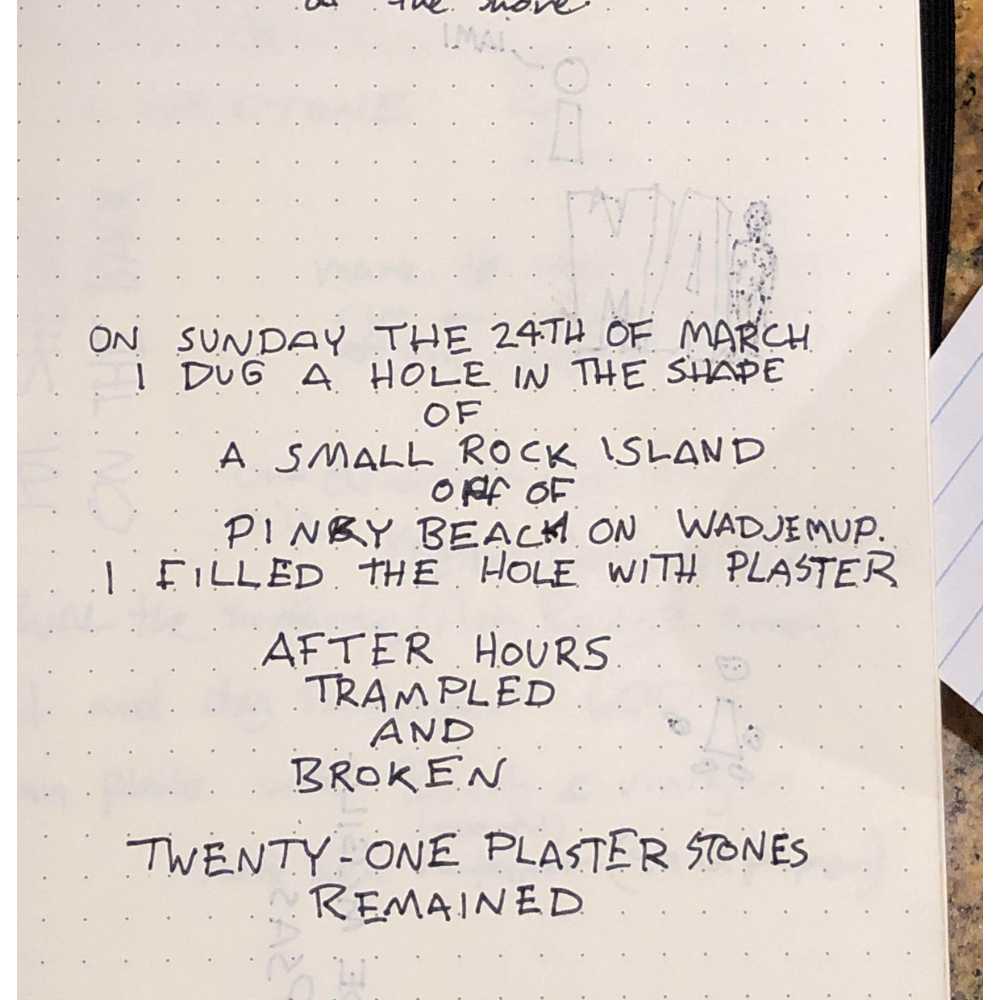 on the shore
ON SUNDAY THE 24TH OF MARCH
I DUG A HOLE IN THE SHAPE
OF
A SMALL ROCK ISLAND
OFF OF
PINKY BEACH ON WADJEMUP.
I FILLED THE HOLE WITH PLASTER
AFTER HOURS
TRAMPLED
AND
BROKEN
TWENTY-ONE PLASTER STONES
REMAINED